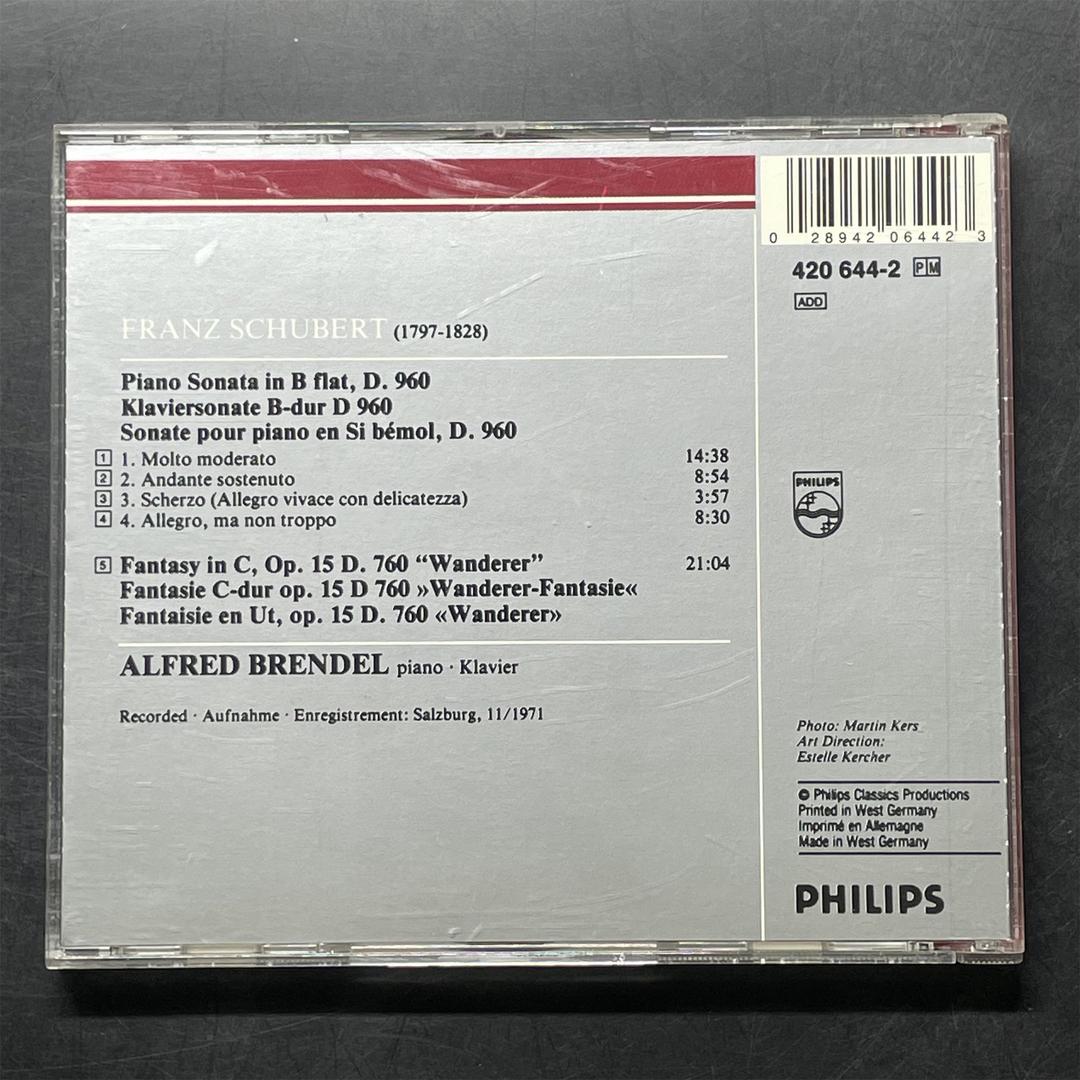 0 28942 06442 3
420 644-2 PM
ADD
FRANZ SCHUBERT (1797-1828)
Piano Sonata in B flat, D. 960
Klaviersonate B-dur D 960
Sonate pour piano en Si bémol, D. 960
1 1. Molto moderato 14:38
2 2. Andante sostenuto 8:54
3 3. Scherzo (Allegro vivace con delicatezza) 3:57
4 4. Allegro, ma non troppo 8:30
5 Fantasy in C, Op. 15 D. 760 “Wanderer” 21:04
Fantasie C-dur op. 15 D 760 »Wanderer-Fantasie«
Fantaisie en Ut, op. 15 D. 760 «Wanderer»
ALFRED BRENDEL piano · Klavier
Recorded · Aufnahme · Enregistrement: Salzburg, 11/1971
PHILIPS
Photo: Martin Kers
Art Direction:
Estelle Kercher
© Philips Classics Productions
Printed in West Germany
Imprimé en Allemagne
Made in West Germany
PHILIPS